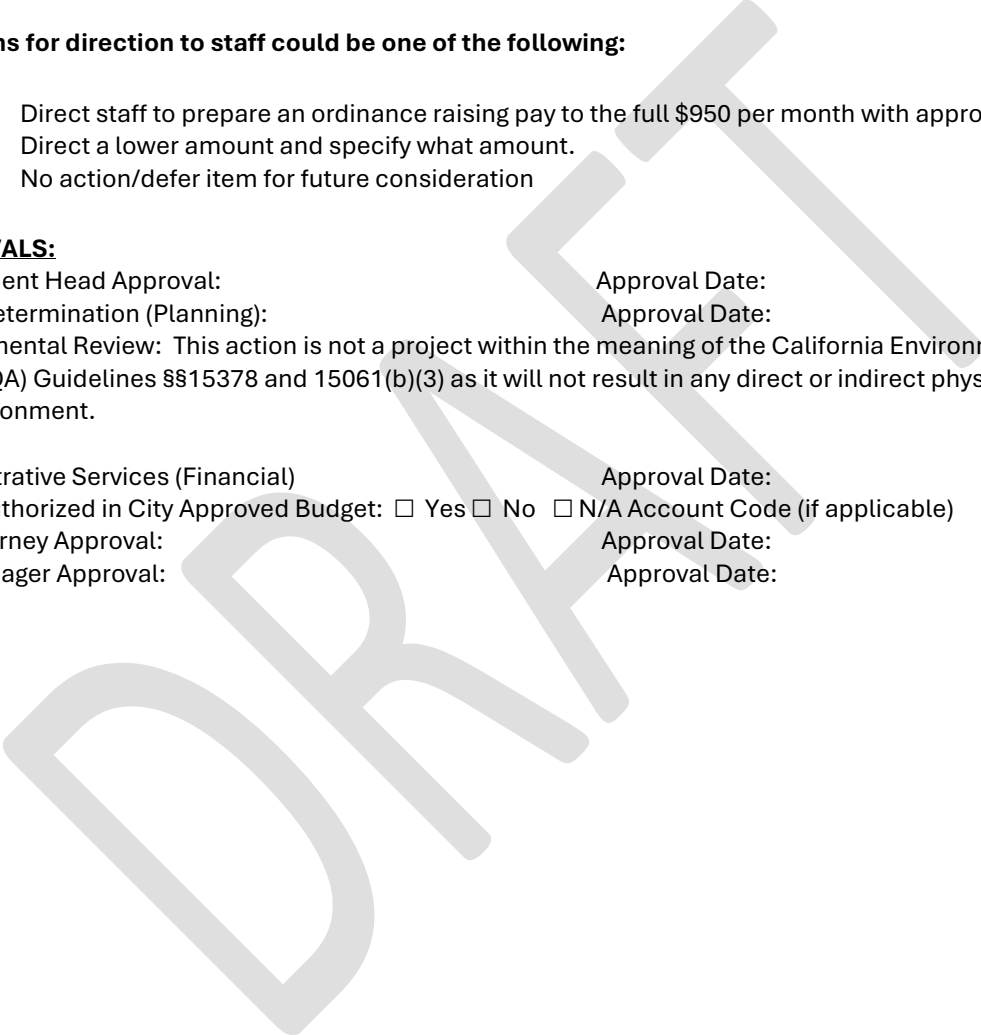 ns for direction to staff could be one of the following:
Direct staff to prepare an ordinance raising pay to the full $950 per month with appro
Direct a lower amount and specify what amount.
No action/defer item for future consideration
VALS:
ent Head Approval: Approval Date:
etermination (Planning): Approval Date:
mental Review: This action is not a project within the meaning of the California Environ
QA) Guidelines §§15378 and 15061(b)(3) as it will not result in any direct or indirect phys
onment.
trative Services (Financial) Approval Date:
thorized in City Approved Budget: ☐ Yes ☐ No ☐ N/A Account Code (if applicable)
rney Approval: Approval Date:
ager Approval: Approval Date:
DRAFT